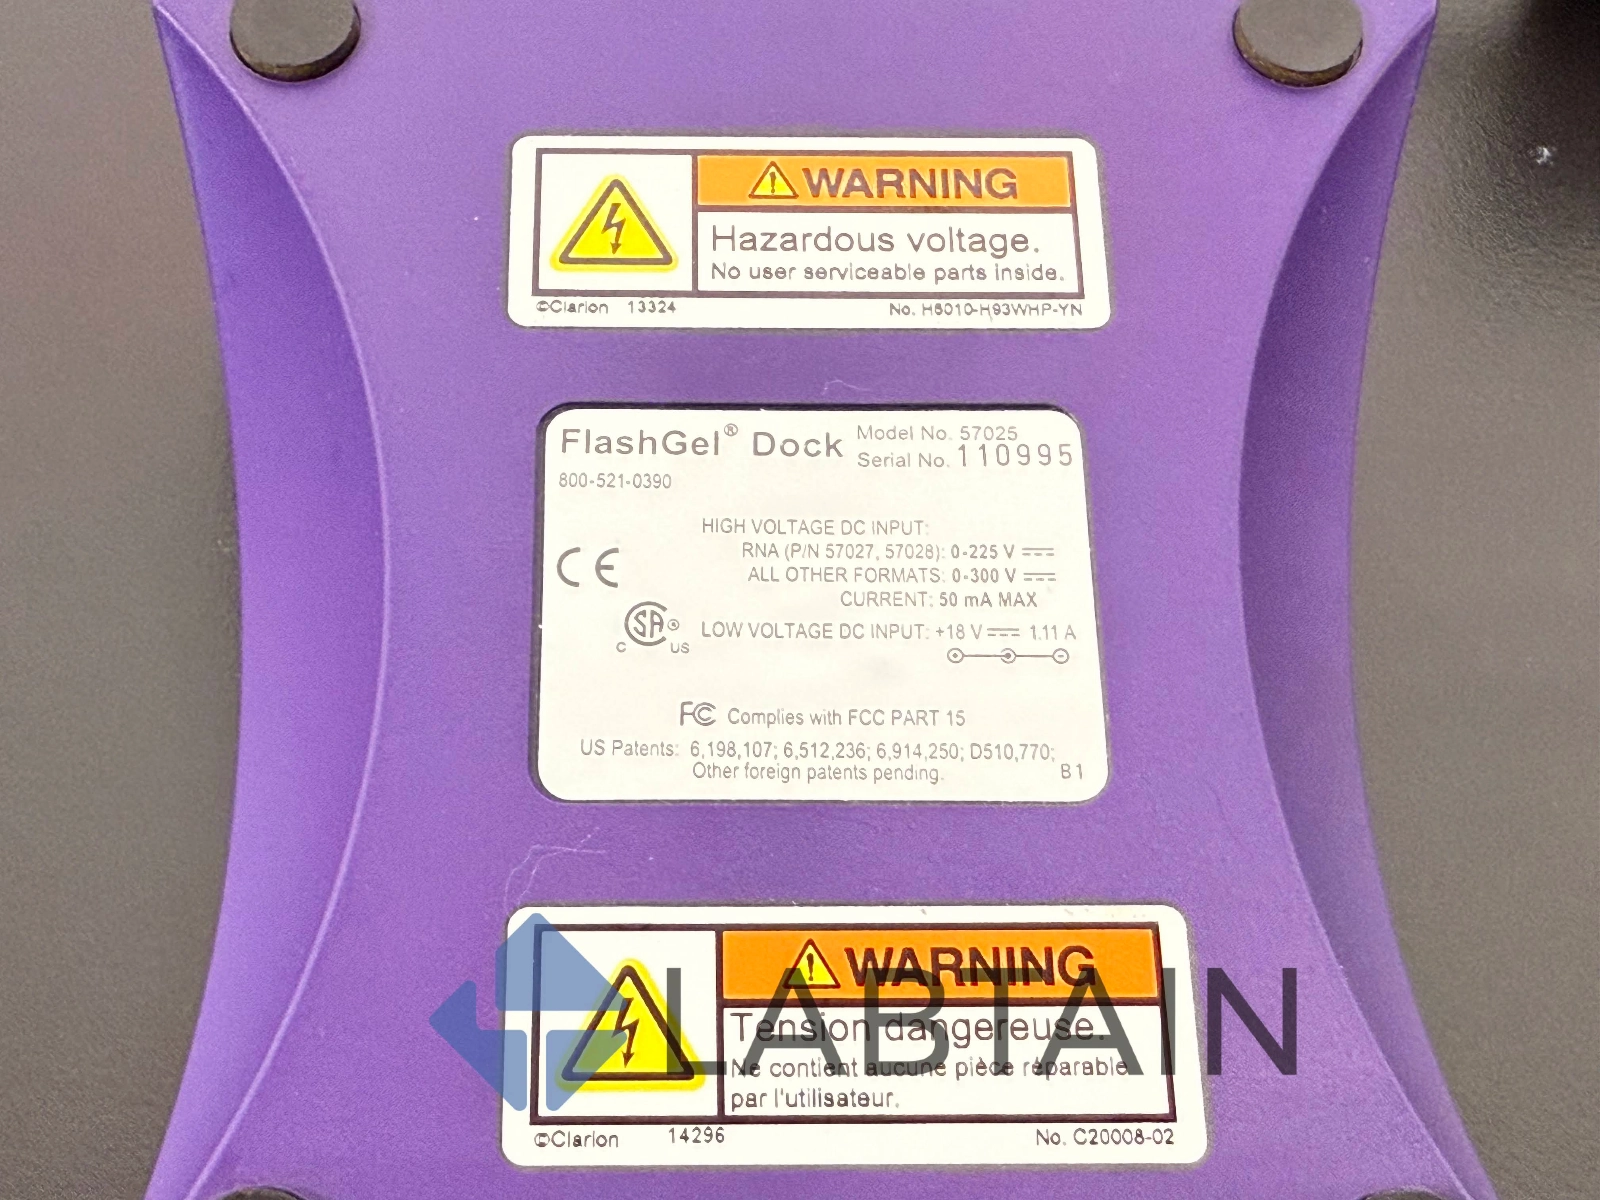 WARNING
Hazardous voltage.
No user serviceable parts inside.
©Clarion 13324 No. H6010-H93WHP-YN
FlashGel® Dock
Model No. 57025
Serial No. 110995
800-521-0390
HIGH VOLTAGE DC INPUT:
RNA (P/N 57027, 57028): 0-225 V
ALL OTHER FORMATS: 0-300 V
CURRENT: 50 mA MAX
CE
SA®
C US
LOW VOLTAGE DC INPUT: +18 V 1.11 A
FC Complies with FCC PART 15
US Patents: 6,198,107; 6,512,236; 6,914,250; D510,770;
Other foreign patents pending. B1
WARNING
Tension dangereuse.
Ne contient aucune pièce réparable
par l'utilisateur.
©Clarion 14296 No. C20008-02
LABTAIN